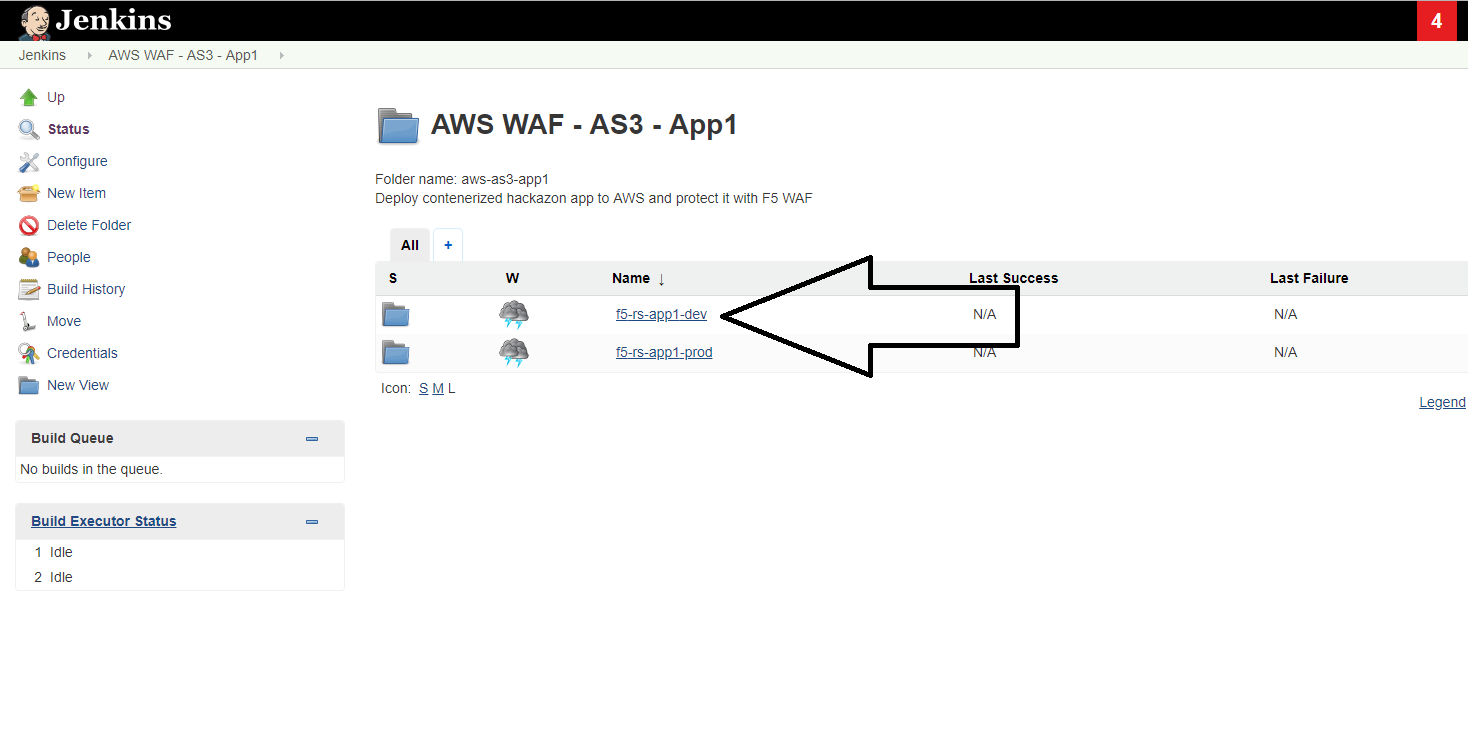 Jenkins
4
Jenkins AWS WAF - AS3 - App1
Up
Status
Configure
New Item
Delete Folder
People
Build History
Move
Credentials
New View
Build Queue
No builds in the queue.
Build Executor Status
1 Idle
2 Idle
AWS WAF - AS3 - App1
Folder name: aws-as3-app1
Deploy contenerized hackazon app to AWS and protect it with F5 WAF
All +
S W Name ↓ Last Success Last Failure
f5-rs-app1-dev N/A N/A
f5-rs-app1-prod N/A N/A
Icon: S M L
Legend